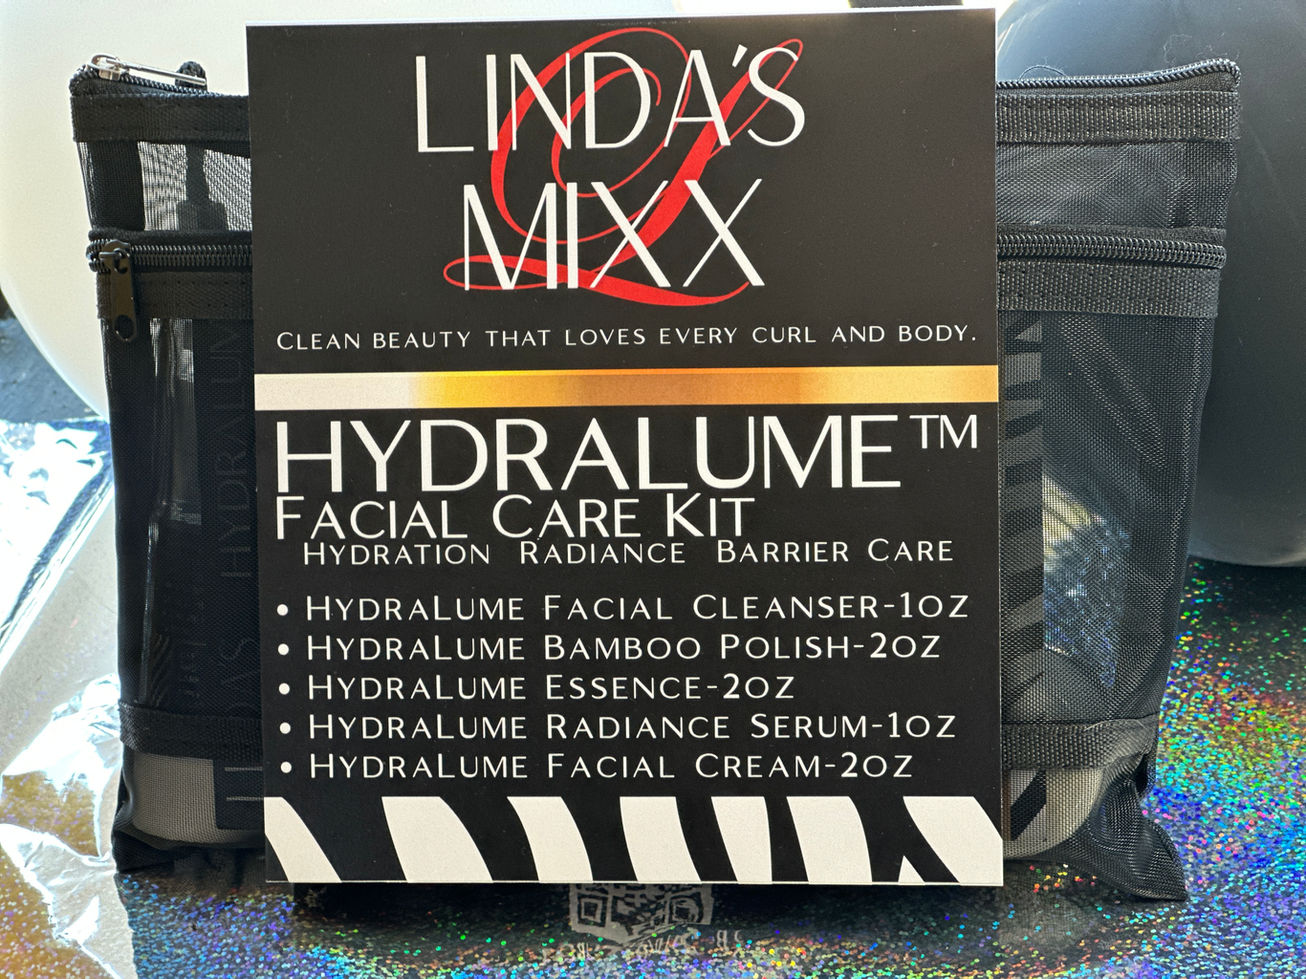 LINDA'S
MIXX
CLEAN BEAUTY THAT LOVES EVERY CURL AND BODY.
HYDRALUME™
FACIAL CARE KIT
HYDRATION RADIANCE BARRIER CARE
• HYDRALUME FACIAL CLEANSER-1OZ
• HYDRALUME BAMBOO POLISH-2OZ
• HYDRALUME ESSENCE-2OZ
• HYDRALUME RADIANCE SERUM-1OZ
• HYDRALUME FACIAL CREAM-2OZ
HYDRALUM